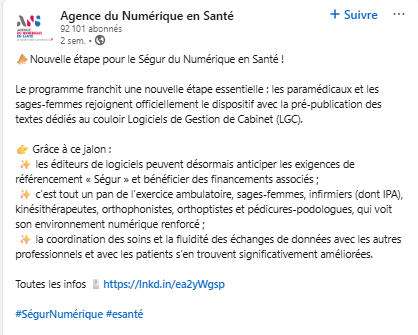 Agence du Numérique en Santé
+ Suivre
92 101 abonnés
2 sem. •
Nouvelle étape pour le Ségur du Numérique en Santé !
Le programme franchit une nouvelle étape essentielle : les paramédicaux et les
sages-femmes rejoignent officiellement le dispositif avec la pré-publication des
textes dédiés au couloir Logiciels de Gestion de Cabinet (LGC).
👉 Grâce à ce jalon :
✨ les éditeurs de logiciels peuvent désormais anticiper les exigences de
référencement « Ségur » et bénéficier des financements associés ;
✨ c'est tout un pan de l'exercice ambulatoire, sages-femmes, infirmiers (dont IPA),
kinésithérapeutes, orthophonistes, orthoptistes et pédicures-podologues, qui voit
son environnement numérique renforcé ;
✨ la coordination des soins et la fluidité des échanges de données avec les autres
professionnels et avec les patients s'en trouvent significativement améliorées.
Toutes les infos https://lnkd.in/ea2yWgsp
#SégurNumérique #esanté